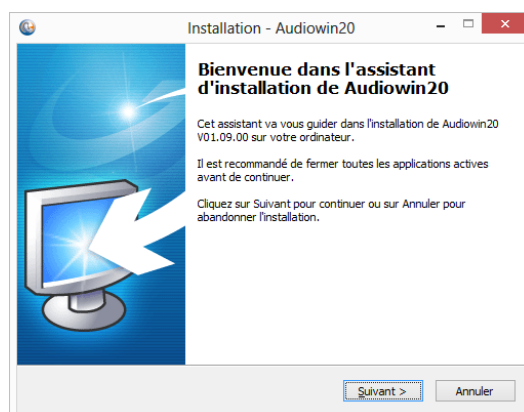 Installation - Audiowin20
Bienvenue dans l'assistant
d'installation de Audiowin20
Cet assistant va vous guider dans l'installation de Audiowin20
V01.09.00 sur votre ordinateur.
Il est recommandé de fermer toutes les applications actives
avant de continuer.
Cliquez sur Suivant pour continuer ou sur Annuler pour
abandonner l'installation.
Suivant >
Annuler